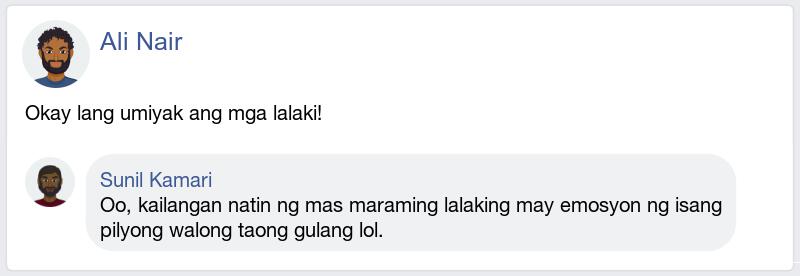 Ali Nair
Okay lang umiyak ang mga lalaki!
Sunil Kamari
Oo, kailangan natin ng mas maraming lalaking may emosyon ng isang
pilyong walong taong gulang lol.